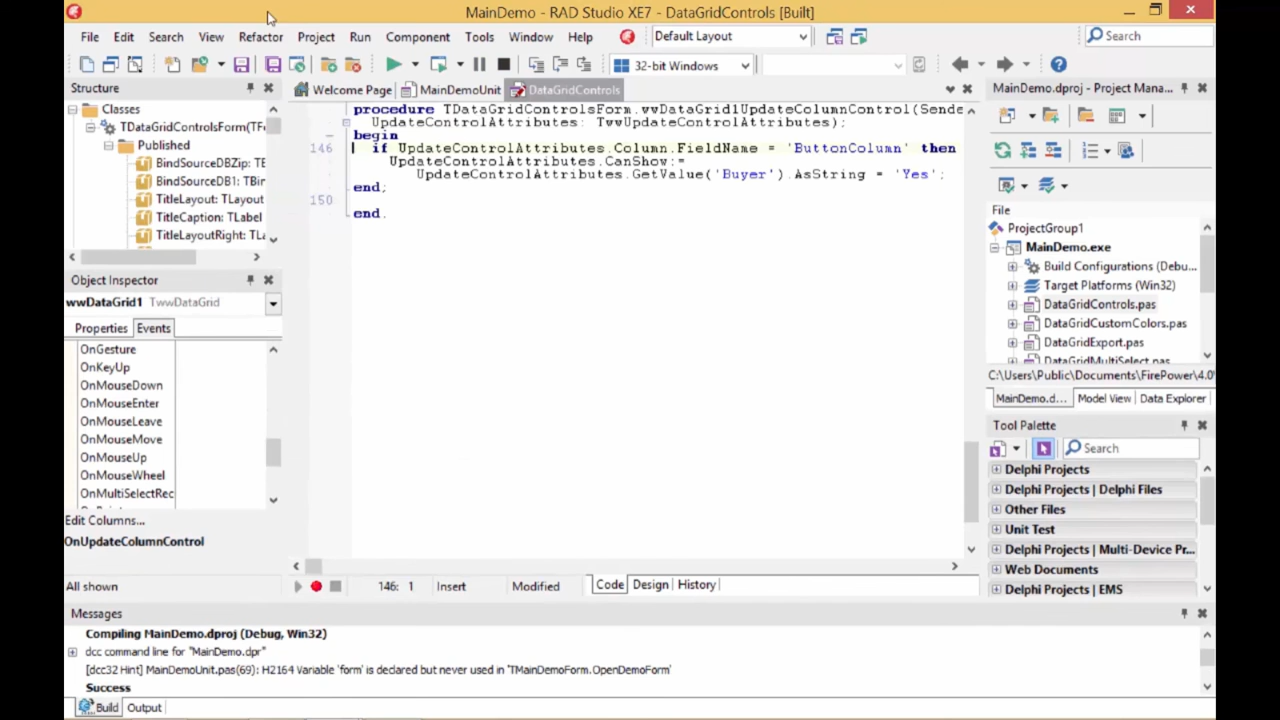 MainDemo - RAD Studio XE7 - DataGridControls [Built]
File Edit Search View Refactor Project Run Component Tools Window Help
Default Layout
Search
32-bit Windows
Structure
Classes
TDataGridControlsForm(TF
Published
BindSourceDBZip: TE
BindSourceDB1: TBir
TitleLayout: TLayout
TitleCaption: TLabel
TitleLayoutRight: TLa
Object Inspector
wwDataGrid1 TwwDataGrid
Properties Events
OnGesture
OnKeyUp
OnMouseDown
OnMouseEnter
OnMouseLeave
OnMouseMove
OnMouseUp
OnMouseWheel
OnMultiSelectRec
Edit Columns...
OnUpdateColumnControl
All shown
Welcome Page MainDemoUnit DataGridControls
procedure TDataGridControlsForm.wwDataGrid1UpdateColumnControl(Sende
UpdateControlAttributes: TwwUpdateControlAttributes);
begin
146 if UpdateControlAttributes.Column.FieldName = 'ButtonColumn' then
UpdateControlAttributes.CanShow:=
UpdateControlAttributes.GetValue('Buyer').AsString = 'Yes';
end;
150
end.
146: 1 Insert Modified Code Design History
MainDemo.dproj - Project Mana...
File
ProjectGroup1
MainDemo.exe
Build Configurations (Debu...
Target Platforms (Win32)
DataGridControls.pas
DataGridCustomColors.pas
DataGridExport.pas
DataGridMultiSelect.pas
C:\Users\Public\Documents\FirePower\4.0
MainDemo.d... Model View Data Explorer
Tool Palette
Search
Delphi Projects
Delphi Projects | Delphi Files
Other Files
Unit Test
Delphi Projects | Multi-Device Pr...
Web Documents
Delphi Projects | EMS
Messages
Compiling MainDemo.dproj (Debug, Win32)
dcc command line for "MainDemo.dpr"
[dcc32 Hint] MainDemoUnit.pas(69): H2164 Variable 'form' is declared but never used in 'TMainDemoForm.OpenDemoForm'
Success
Build Output